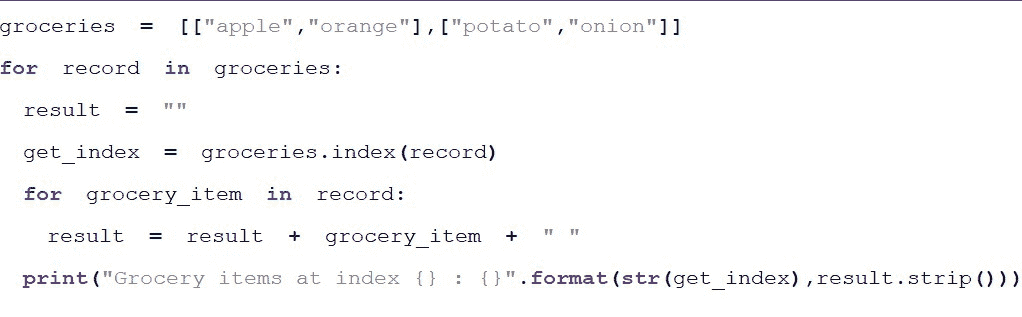 groceries = [["apple","orange"],["potato","onion"]]
for record in groceries:
result = ""
get_index = groceries.index(record)
for grocery_item in record:
result = result + grocery_item + " "
print("Grocery items at index {} : {}".format(str(get_index),result.strip()))